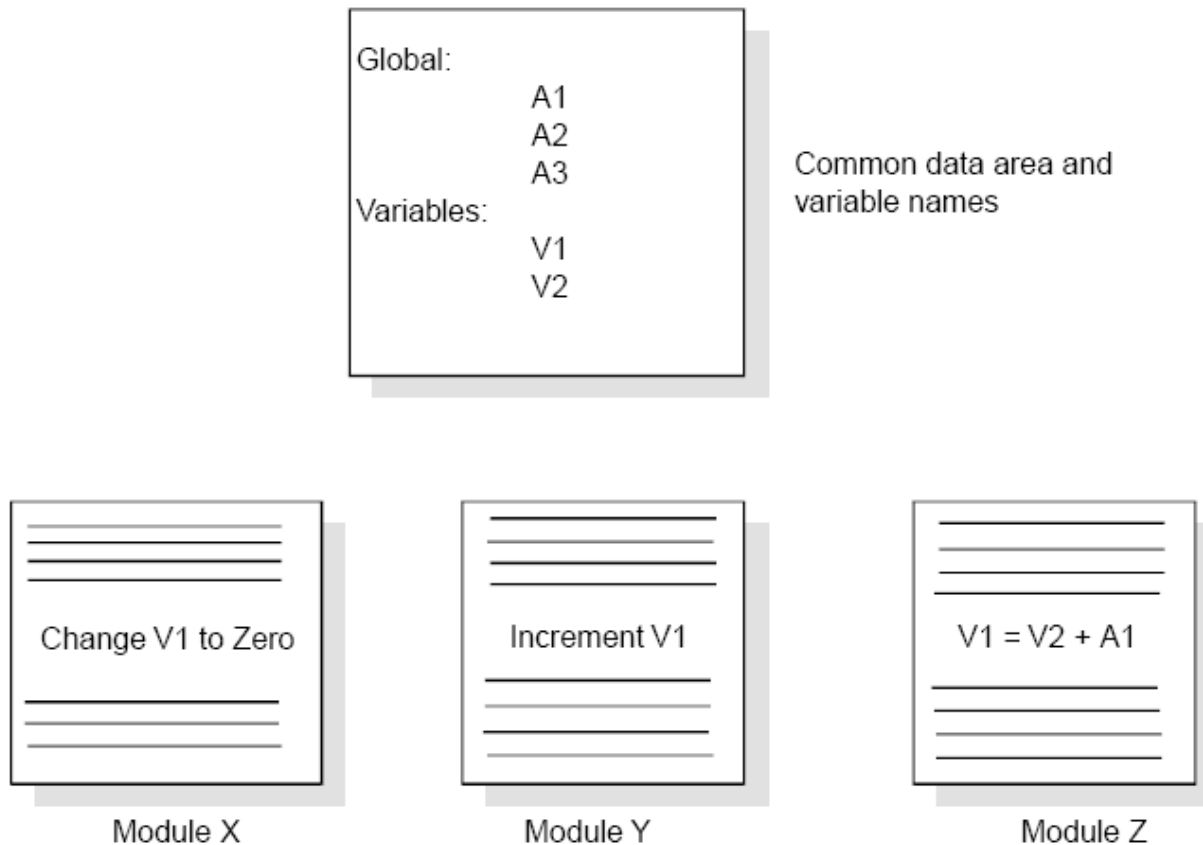 Global:
A1
A2
A3
Variables:
V1
V2
Common data area and
variable names
Change V1 to Zero
Increment V1
V1 = V2 + A1
Module X
Module Y
Module Z